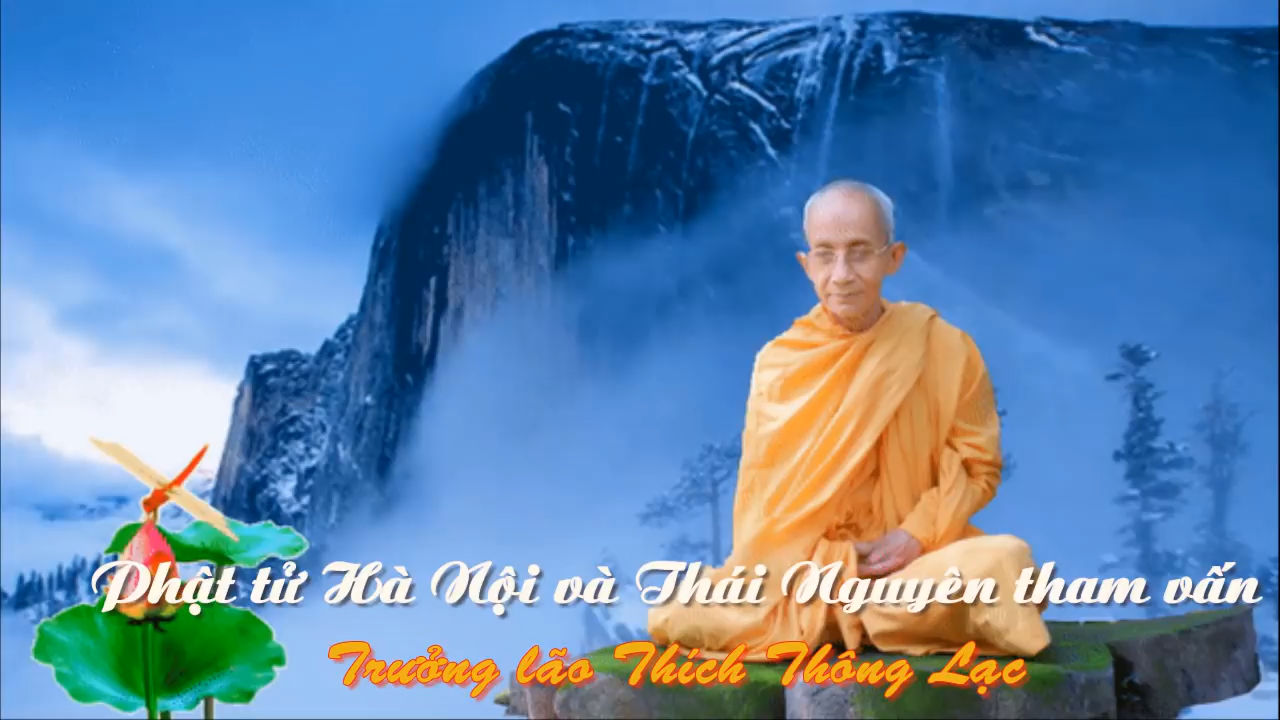 Phật tử Hà Nội và Thái Nguyên tham vấn
Trưởng lão Thích Thông Lạc